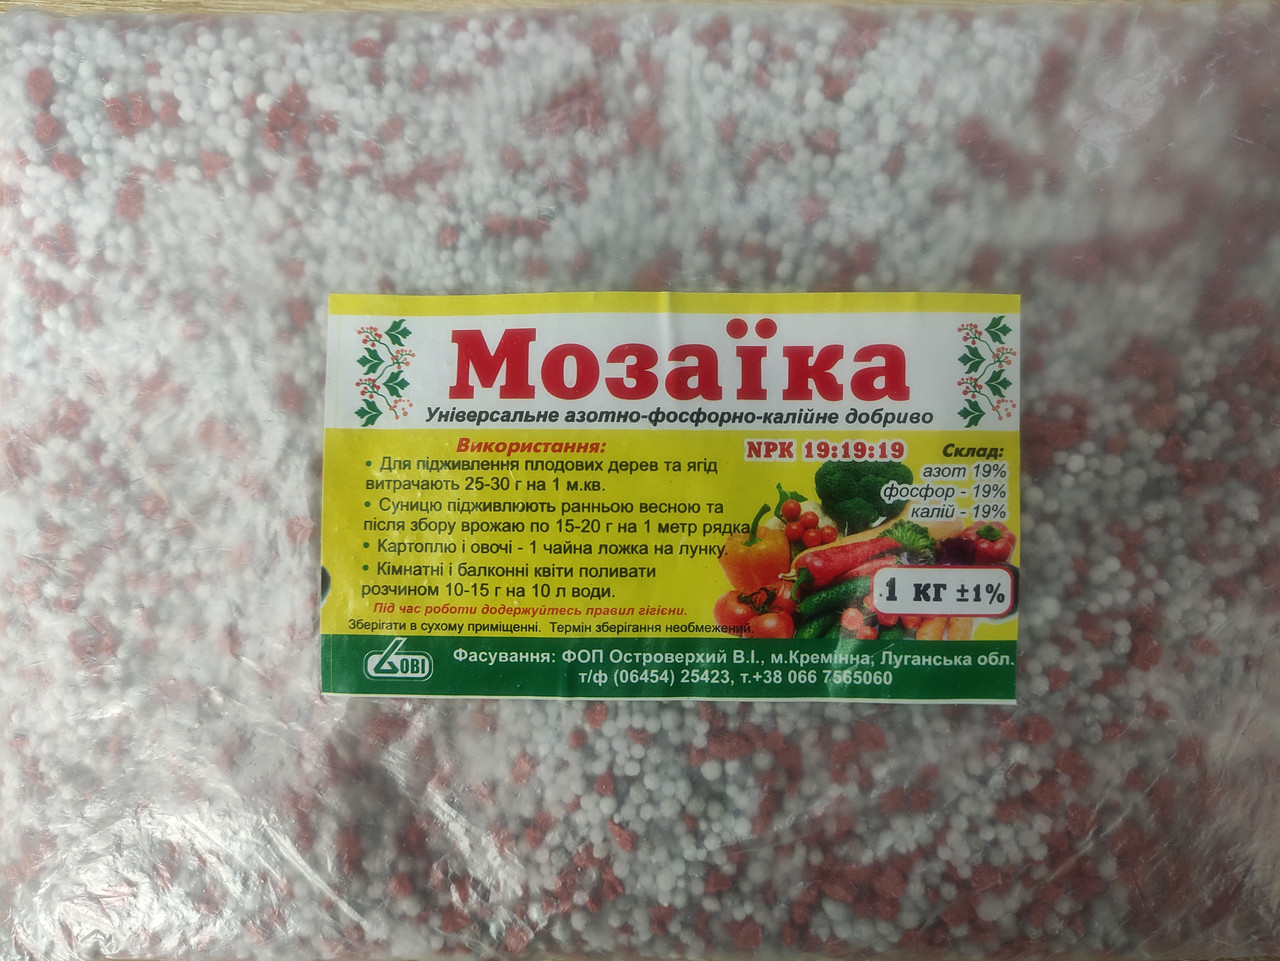 Мозаїка
Універсальне азотно-фосфорно-калійне добриво
Використання:
• Для підживлення плодових дерев та ягід
витрачають 25-30 г на 1 м.кв.
• Суницю підживлюють ранньою весною та
після збору врожаю по 15-20 г на 1 метр рядка
• Картоплю і овочі - 1 чайна ложка на лунку.
• Кімнатні і балконні квіти поливати
розчином 10-15 г на 10 л води.
Під час роботи додержуйтесь правил гігієни.
Зберігати в сухому приміщенні. Термін зберігання необмежений.
NPK 19:19:19
Склад:
азот 19%
фосфор - 19%
калій - 19%
1 кг ±1%
ОВІ
Фасування: ФОП Островерхий В.І., м.Кремінна, Луганська обл.
т/ф (06454) 25423, т.+38 066 7565060